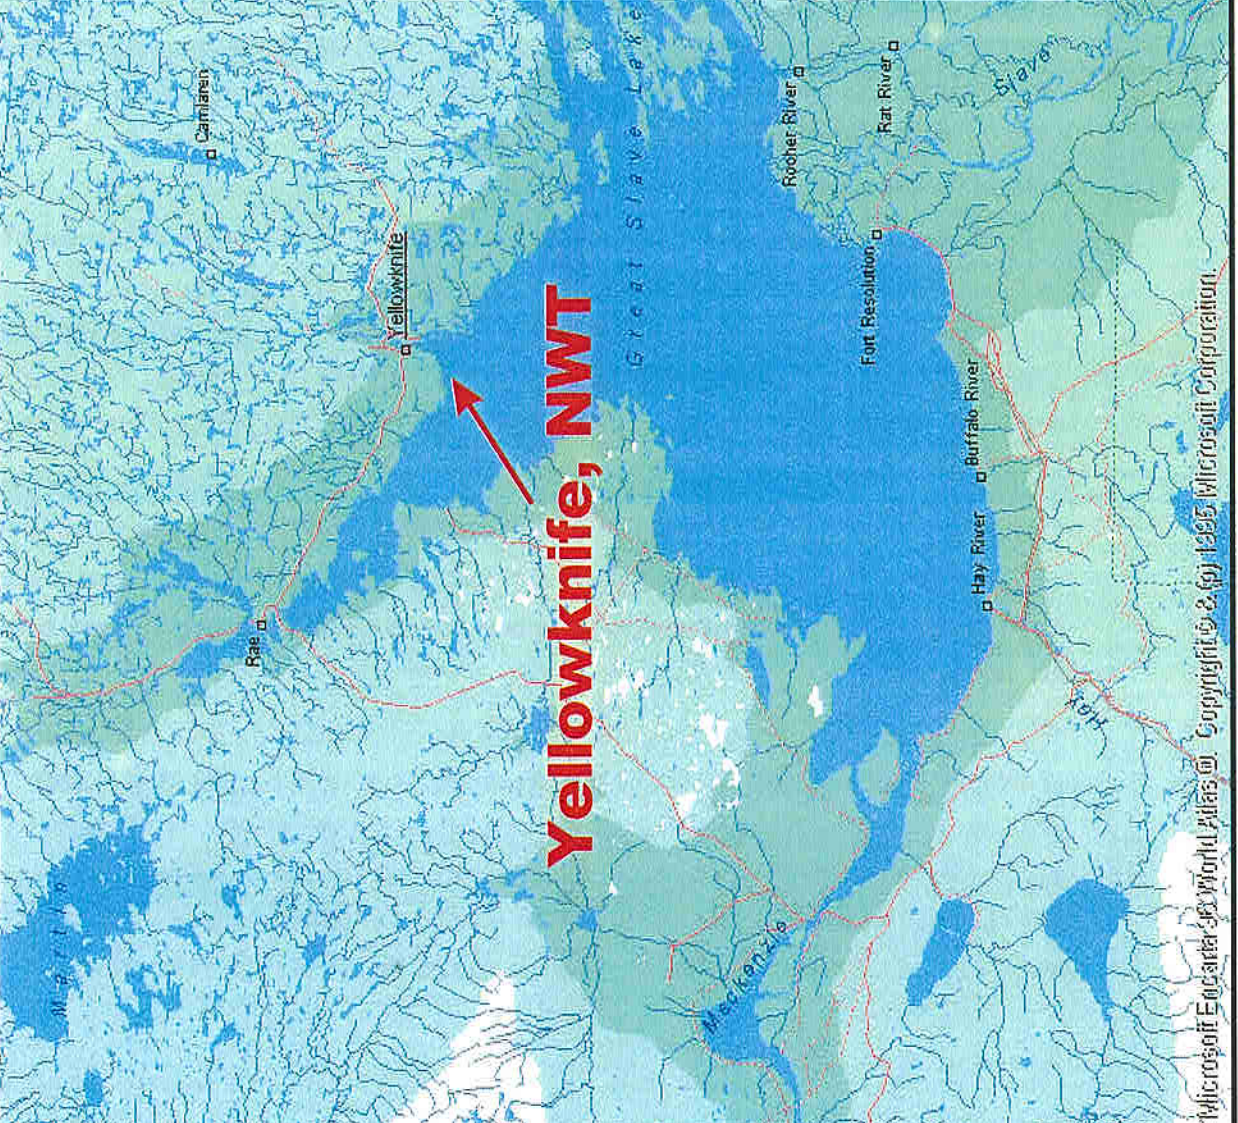 Camlaren
Rae
Yellowknife
Yellowknife, NWT
Great Slave Lake
Mackenzie
Rocher River
Fort Resolution
Rat River
Buffalo River
Hay River
Slave
Hay
Microsoft Encarta 96 World Atlas ®. Copyright © & (p) 1995 Microsoft Corporation.